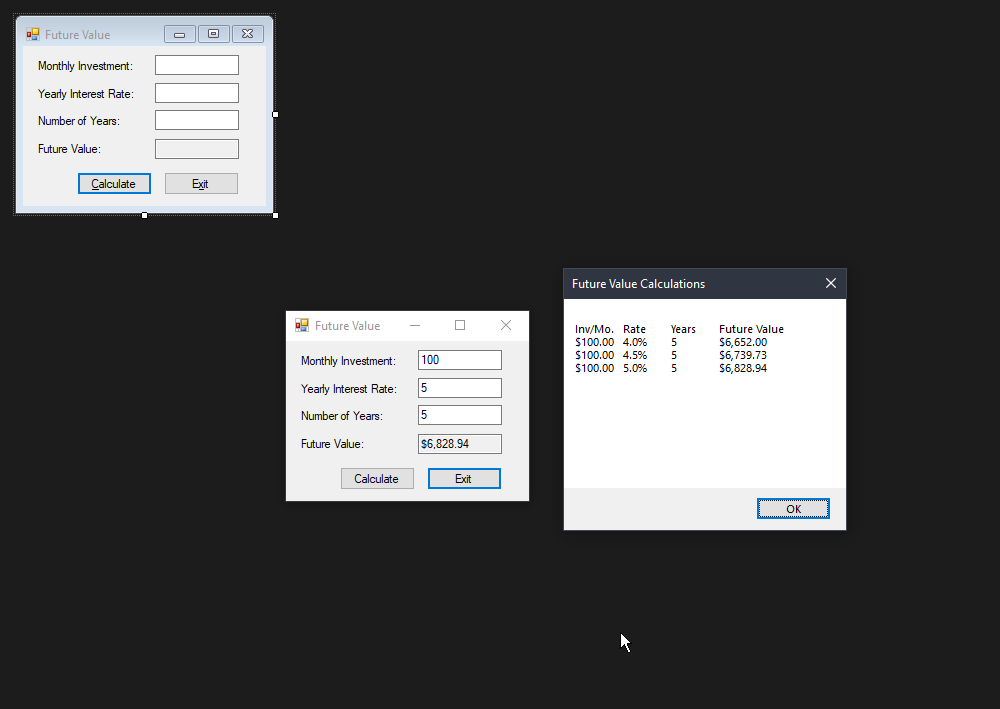 Future Value
Monthly Investment:
Yearly Interest Rate:
Number of Years:
Future Value:
Calculate Exit
Future Value
Monthly Investment: 100
Yearly Interest Rate: 5
Number of Years: 5
Future Value: $6,828.94
Calculate Exit
Future Value Calculations
Inv/Mo. Rate Years Future Value
$100.00 4.0% 5 $6,652.00
$100.00 4.5% 5 $6,739.73
$100.00 5.0% 5 $6,828.94
OK